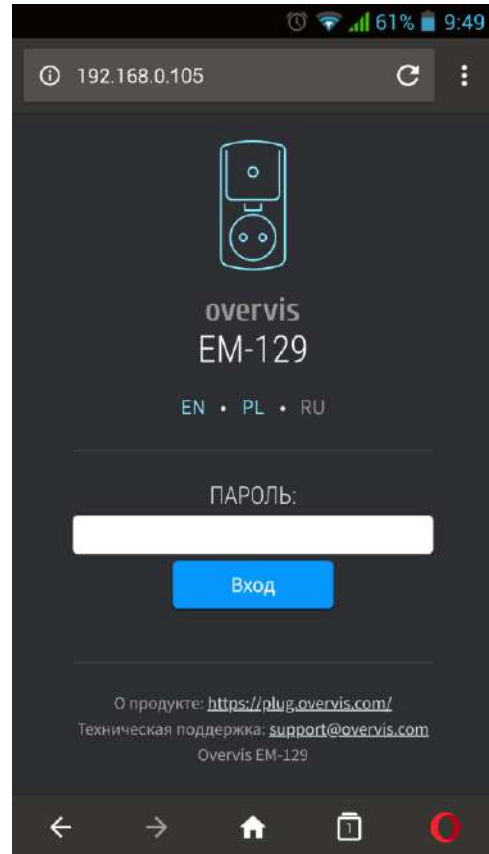 61% 9:49
192.168.0.105
overvis
EM-129
EN • PL • RU
ПАРОЛЬ:
Вход
О продукте: https://plug.overvis.com/
Техническая поддержка: support@overvis.com
Overvis EM-129
1